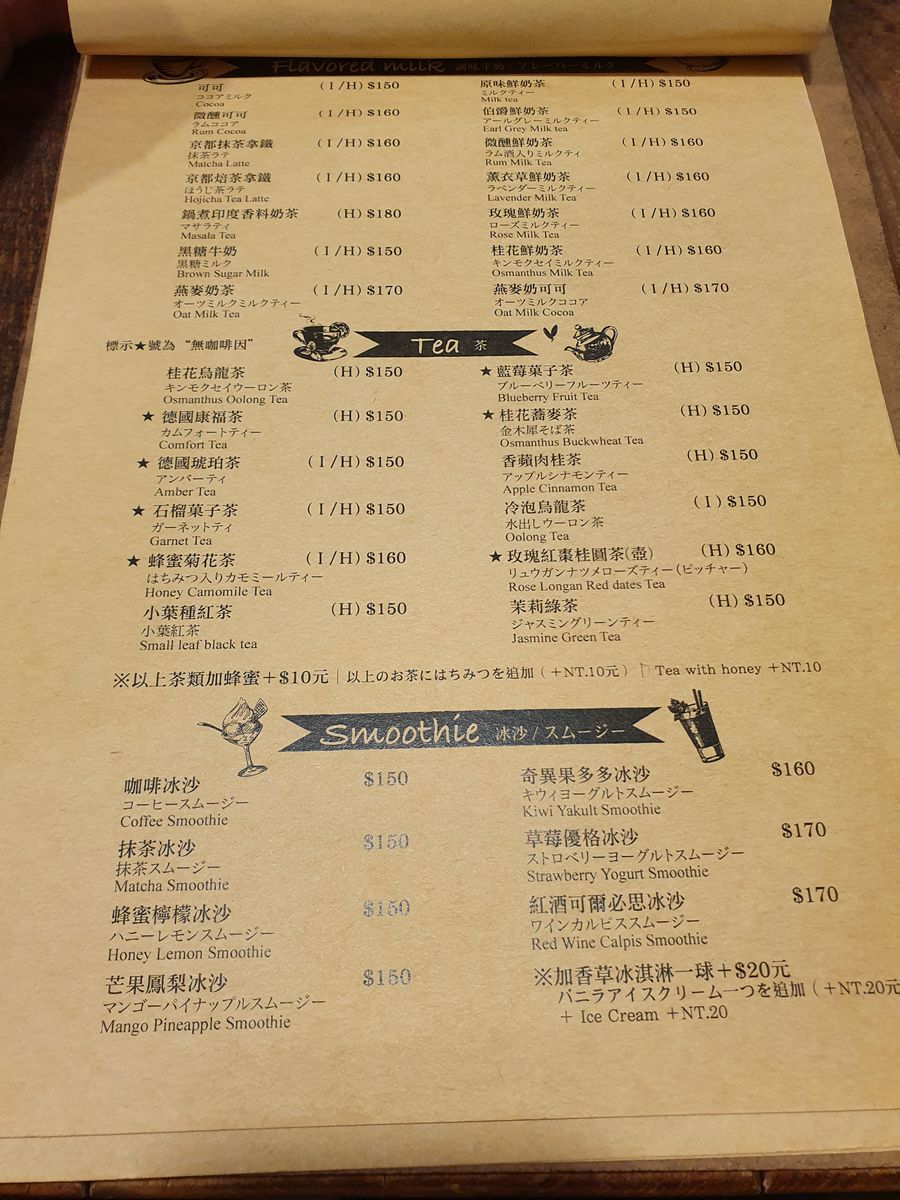 Flavored milk 調味牛奶 / フレーバーミルク
可可 ( I / H ) $150
ココアミルク
Cocoa
微醺可可 ( I / H ) $160
ラムココア
Rum Cocoa
京都抹茶拿鐵 ( I / H ) $160
抹茶ラテ
Matcha Latte
京都焙茶拿鐵 ( I / H ) $160
ほうじ茶ラテ
Hojicha Tea Latte
鍋煮印度香料奶茶 (H) $180
マサラティ
Masala Tea
黑糖牛奶 ( I / H ) $150
黒糖ミルク
Brown Sugar Milk
燕麥奶茶 ( I / H ) $170
オーツミルクミルクティー
Oat Milk Tea
原味鮮奶茶 ( I / H ) $150
ミルクティー
Milk tea
伯爵鮮奶茶 ( I / H ) $150
アールグレーミルクティー
Earl Grey Milk tea
微醺鮮奶茶 ( I / H ) $160
ラム酒入りミルクティ
Rum Milk Tea
薰衣草鮮奶茶 ( I / H ) $160
ラベンダーミルクティー
Lavender Milk Tea
玫瑰鮮奶茶 ( I / H ) $160
ローズミルクティー
Rose Milk Tea
桂花鮮奶茶 ( I / H ) $160
キンモクセイミルクティー
Osmanthus Milk Tea
燕麥奶可可 ( I / H ) $170
オーツミルクココア
Oat Milk Cocoa
標示★號為 “無咖啡因”
Tea 茶
桂花烏龍茶 (H) $150
キンモクセイウーロン茶
Osmanthus Oolong Tea
★ 德國康福茶 (H) $150
カムフォートティー
Comfort Tea
★ 德國琥珀茶 ( I / H ) $150
アンバーティ
Amber Tea
★ 石榴菓子茶 ( I / H ) $150
ガーネットティ
Garnet Tea
★ 蜂蜜菊花茶 ( I / H ) $160
はちみつ入りカモミールティー
Honey Camomile Tea
小葉種紅茶 (H) $150
小葉紅茶
Small leaf black tea
★ 藍莓菓子茶 (H) $150
ブルーベリーフルーツティー
Blueberry Fruit Tea
★ 桂花蕎麥茶 (H) $150
金木犀そば茶
Osmanthus Buckwheat Tea
香蘋肉桂茶 (H) $150
アップルシナモンティー
Apple Cinnamon Tea
冷泡烏龍茶 ( I ) $150
水出しウーロン茶
Oolong Tea
★ 玫瑰紅棗桂圓茶(壺) (H) $160
リュウガンナツメローズティー(ピッチャー)
Rose Longan Red dates Tea
茉莉綠茶 (H) $150
ジャスミングリーンティー
Jasmine Green Tea
※以上茶類加蜂蜜＋$10元｜以上のお茶にはちみつを追加 ( ＋NT.10元 ) ｜ Tea with honey ＋NT.10
Smoothie 冰沙 / スムージー
咖啡冰沙 $150
コーヒースムージー
Coffee Smoothie
抹茶冰沙 $150
抹茶スムージー
Matcha Smoothie
蜂蜜檸檬冰沙 $150
ハニーレモンスムージー
Honey Lemon Smoothie
芒果鳳梨冰沙 $150
マンゴーパイナップルスムージー
Mango Pineapple Smoothie
奇異果多多冰沙 $160
キウィヨーグルトスムージー
Kiwi Yakult Smoothie
草莓優格冰沙 $170
ストロベリーヨーグルトスムージー
Strawberry Yogurt Smoothie
紅酒可爾必思冰沙 $170
ワインカルピススムージー
Red Wine Calpis Smoothie
※加香草冰淇淋一球＋$20元
バニラアイスクリーム一つを追加 ( ＋NT.20元
＋ Ice Cream ＋NT.20